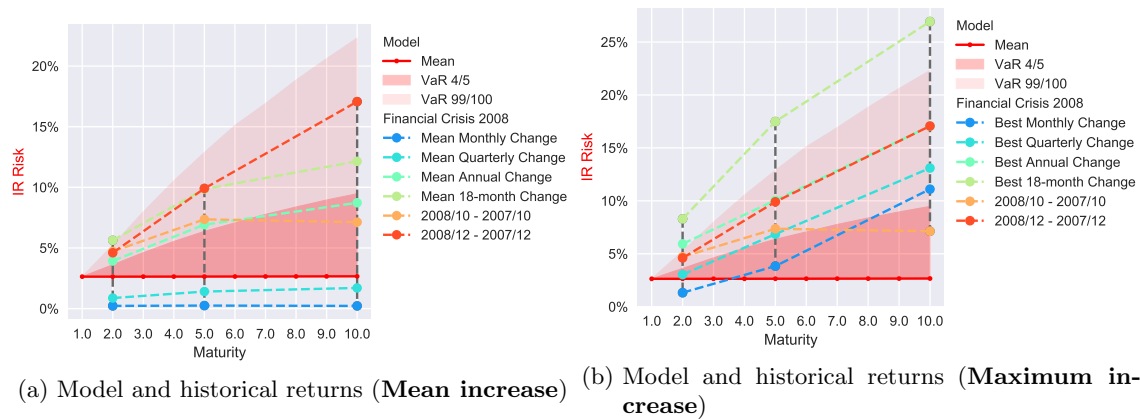 20%
15%
10%
5%
0%
IR Risk
1.0 2.0 3.0 4.0 5.0 6.0 7.0 8.0 9.0 10.0
Maturity
Model
Mean
VaR 4/5
VaR 99/100
Financial Crisis 2008
Mean Monthly Change
Mean Quarterly Change
Mean Annual Change
Mean 18-month Change
2008/10 - 2007/10
2008/12 - 2007/12
(a) Model and historical returns (Mean increase)
25%
20%
15%
10%
5%
0%
IR Risk
1.0 2.0 3.0 4.0 5.0 6.0 7.0 8.0 9.0 10.0
Maturity
Model
Mean
VaR 4/5
VaR 99/100
Financial Crisis 2008
Best Monthly Change
Best Quarterly Change
Best Annual Change
Best 18-month Change
2008/10 - 2007/10
2008/12 - 2007/12
(b) Model and historical returns (Maximum in-
crease)